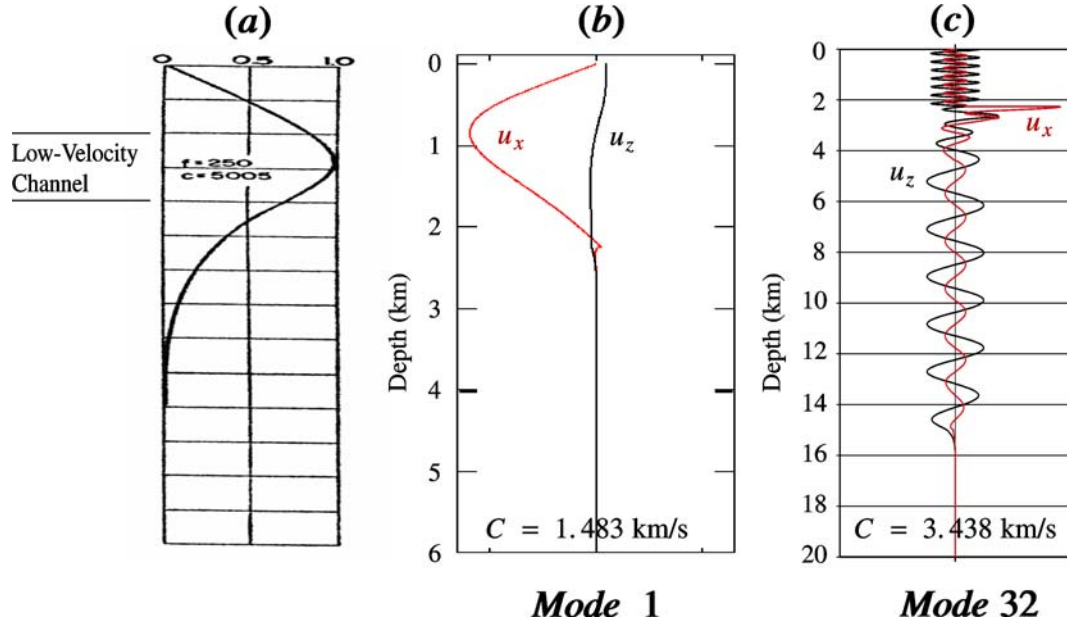 (a)
0 0.5 1.0
Low-Velocity
Channel
f=250
c=5005
(b)
0
1
2
3
4
5
6
Depth (km)
u_x
u_z
C = 1.483 km/s
Mode 1
(c)
0
2
4
6
8
10
12
14
16
18
20
Depth (km)
u_x
u_z
C = 3.438 km/s
Mode 32